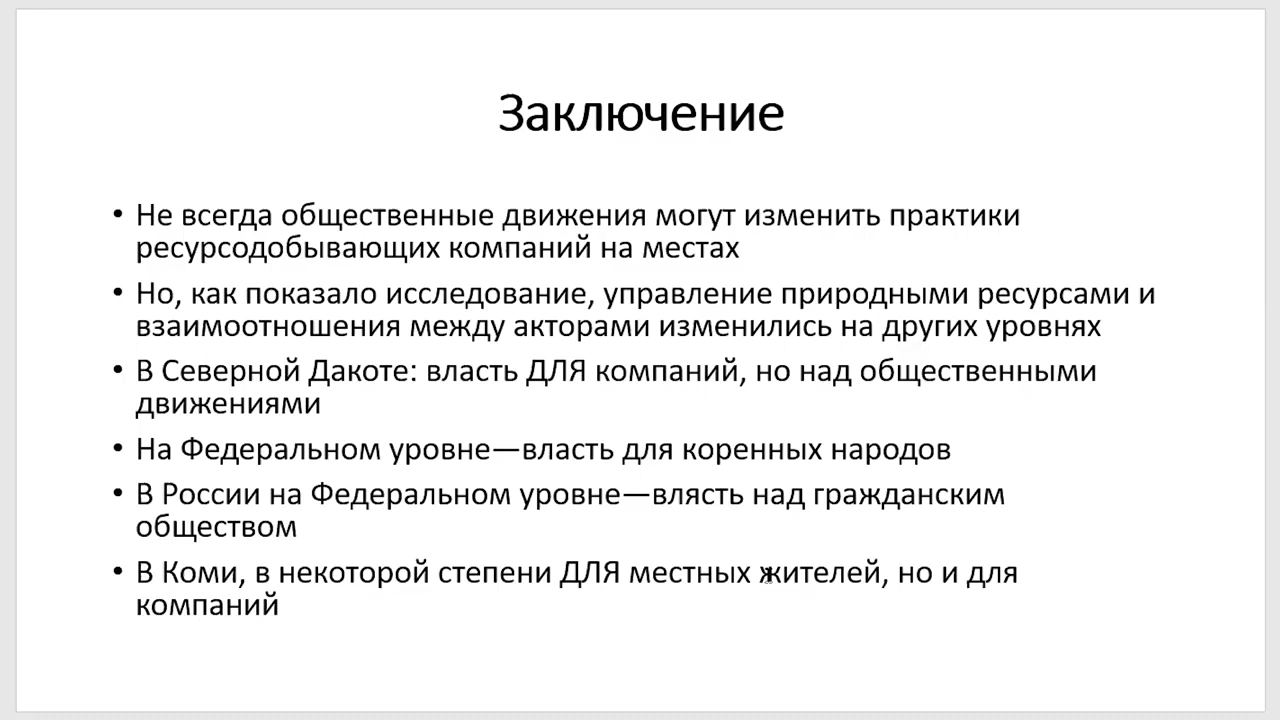 Заключение
• Не всегда общественные движения могут изменить практики
ресурсодобывающих компаний на местах
• Но, как показало исследование, управление природными ресурсами и
взаимоотношения между акторами изменились на других уровнях
• В Северной Дакоте: власть ДЛЯ компаний, но над общественными
движениями
• На Федеральном уровне—власть для коренных народов
• В России на Федеральном уровне—влясть над гражданским
обществом
• В Коми, в некоторой степени ДЛЯ местных жителей, но и для
компаний